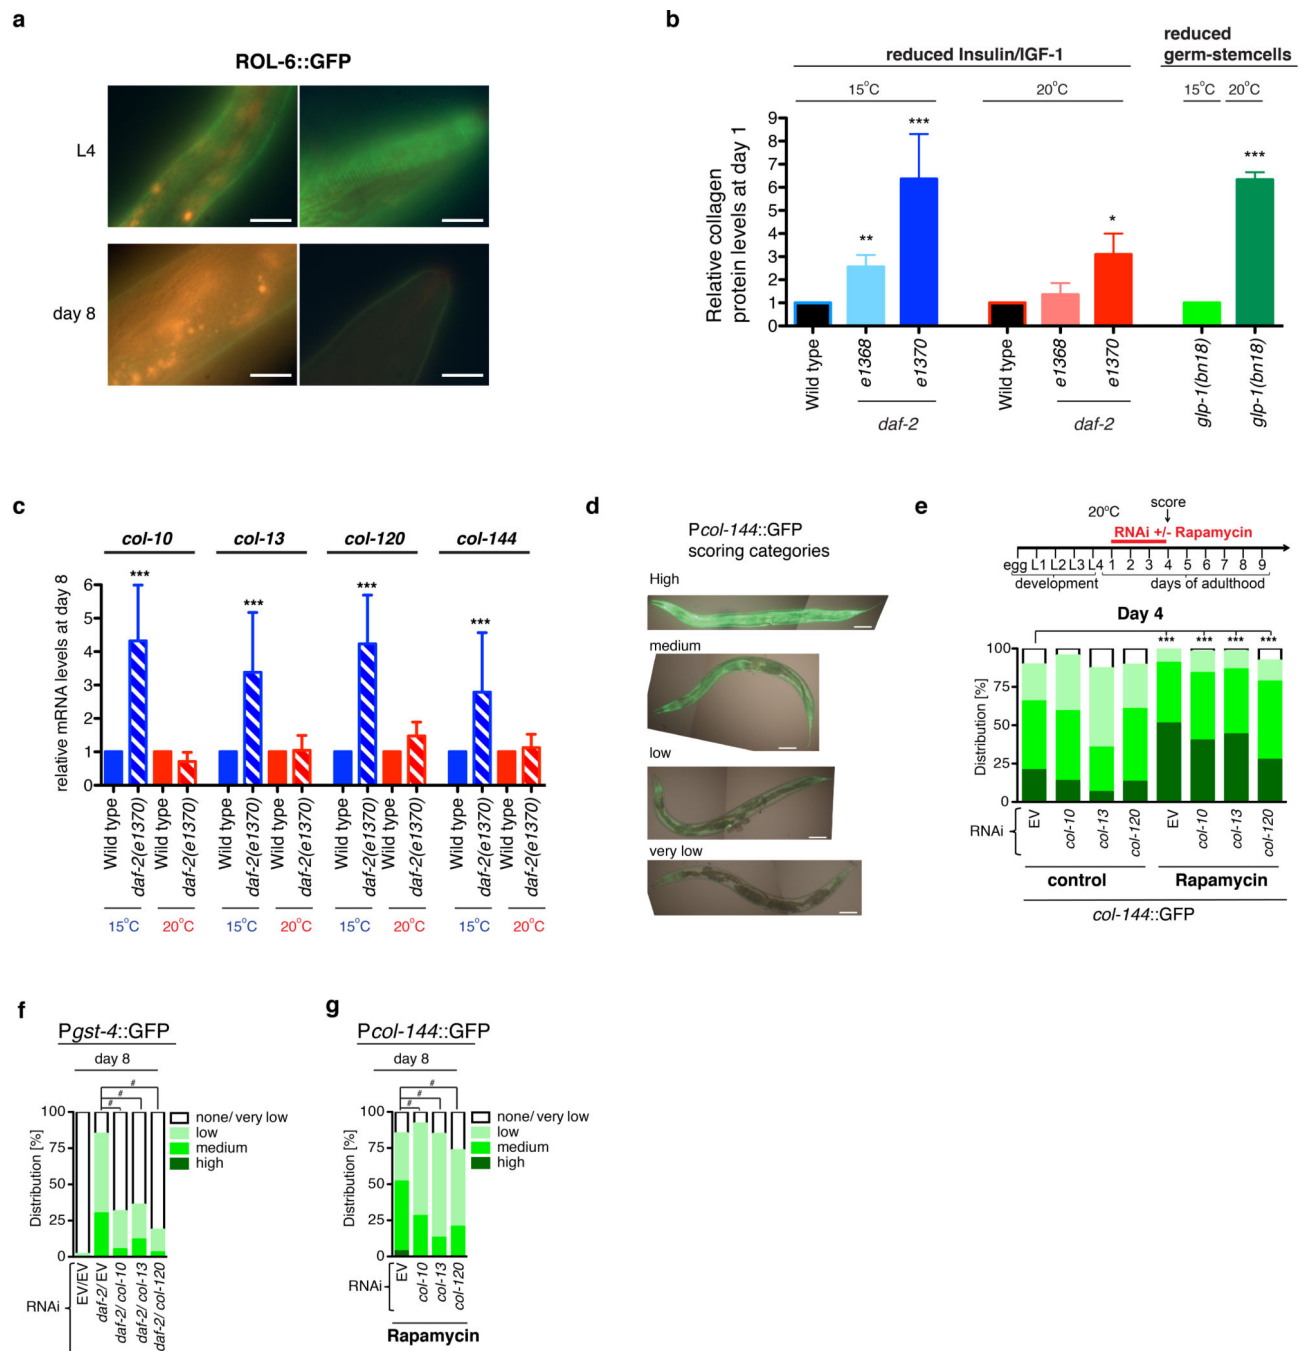 a
ROL-6::GFP
L4
day 8
b
reduced Insulin/IGF-1
reduced
germ-stemcells
15°C
20°C
15°C
20°C
Relative collagen
protein levels at day 1
9
8
7
6
5
4
3
2
1
0
**
***
*
***
Wild type
e1368
e1370
Wild type
e1368
e1370
glp-1(bn18)
glp-1(bn18)
daf-2
daf-2
c
col-10
col-13
col-120
col-144
relative mRNA levels at day 8
6
5
4
3
2
1
0
***
***
***
***
Wild type
daf-2(e1370)
Wild type
daf-2(e1370)
Wild type
daf-2(e1370)
Wild type
daf-2(e1370)
Wild type
daf-2(e1370)
Wild type
daf-2(e1370)
Wild type
daf-2(e1370)
Wild type
daf-2(e1370)
15°C
20°C
15°C
20°C
15°C
20°C
15°C
20°C
d
Pcol-144::GFP
scoring categories
High
medium
low
very low
e
score
20°C
RNAi +/- Rapamycin
egg L1 L2 L3 L4 1 2 3 4 5 6 7 8 9
development
days of adulthood
Day 4
*** *** *** ***
Distribution [%]
100
75
50
25
0
RNAi
EV
col-10
col-13
col-120
EV
col-10
col-13
col-120
control
Rapamycin
col-144::GFP
f
Pgst-4::GFP
day 8
#
#
#
Distribution [%]
100
75
50
25
0
none/ very low
low
medium
high
RNAi
EV/EV
daf-2/ EV
daf-2/ col-10
daf-2/ col-13
daf-2/ col-120
g
Pcol-144::GFP
day 8
#
#
#
Distribution [%]
100
75
50
25
0
none/ very low
low
medium
high
RNAi
EV
col-10
col-13
col-120
Rapamycin